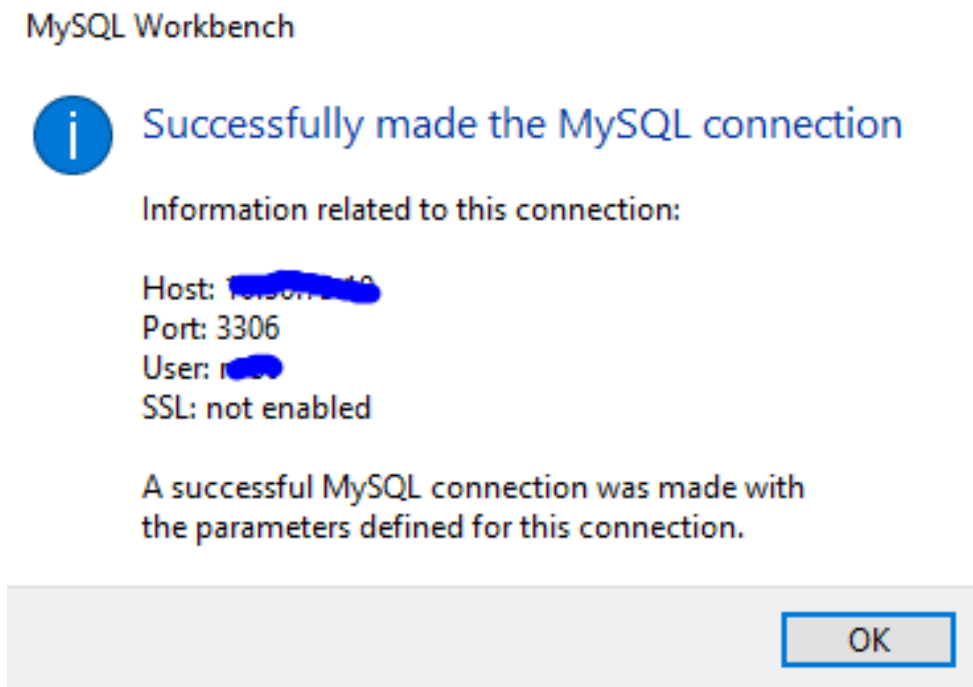 MySQL Workbench
Successfully made the MySQL connection
Information related to this connection:
Host:
Port: 3306
User:
SSL: not enabled
A successful MySQL connection was made with
the parameters defined for this connection.
OK